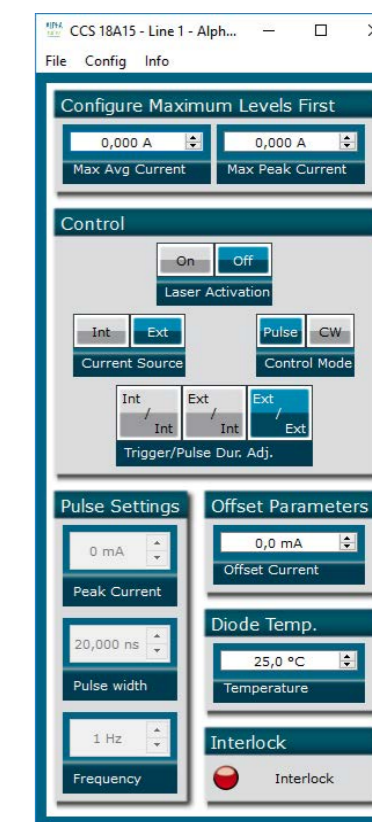 CCS 18A15 - Line 1 - Alph...
File Config Info
Configure Maximum Levels First
0,000 A 0,000 A
Max Avg Current Max Peak Current
Control
On Off
Laser Activation
Int Ext Pulse CW
Current Source Control Mode
Int / Int Ext / Int Ext / Ext
Trigger/Pulse Dur. Adj.
Pulse Settings
0 mA
Peak Current
20,000 ns
Pulse width
1 Hz
Frequency
Offset Parameters
0,0 mA
Offset Current
Diode Temp.
25,0 °C
Temperature
Interlock
Interlock